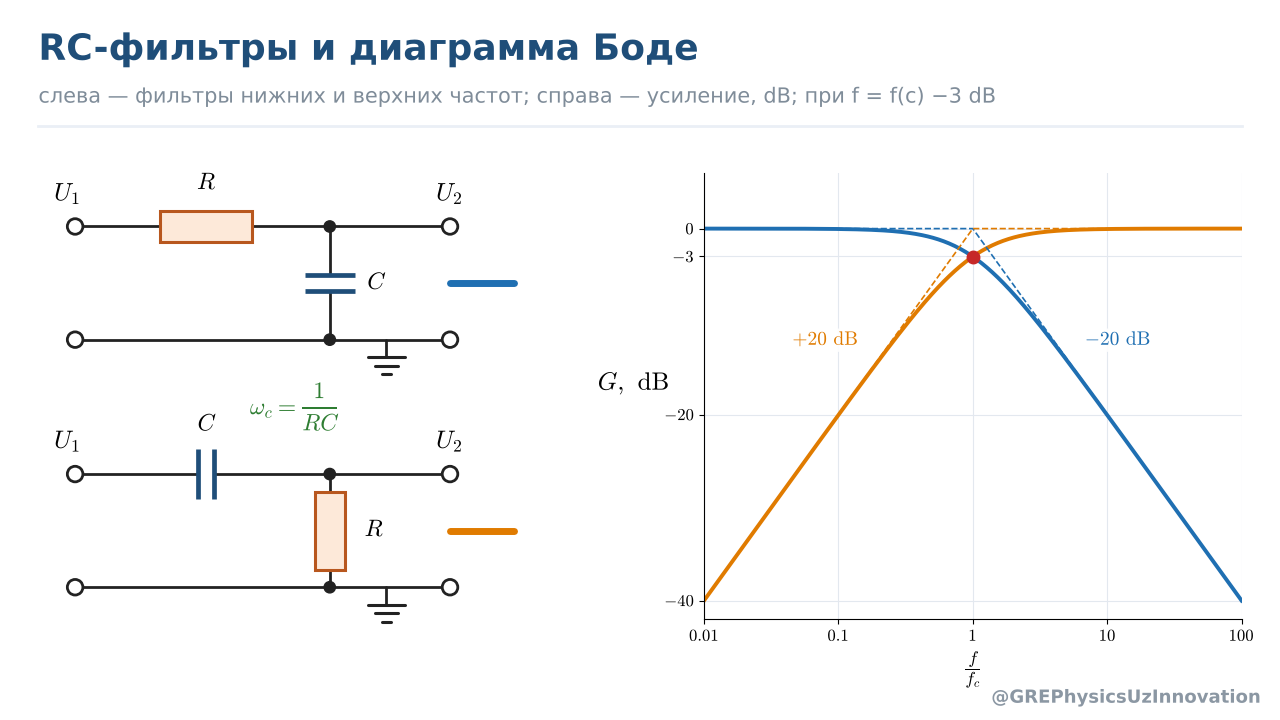 RC-фильтры и диаграмма Боде
слева — фильтры нижних и верхних частот; справа — усиление, dB; при f = f(c) −3 dB
U₁
R
U₂
C
ω_c = 1/RC
U₁
C
U₂
R
G, dB
0
−3
−20
−40
+20 dB
−20 dB
0.01 0.1 1 10 100
f/f_c
@GREPhysicsUzInnovation